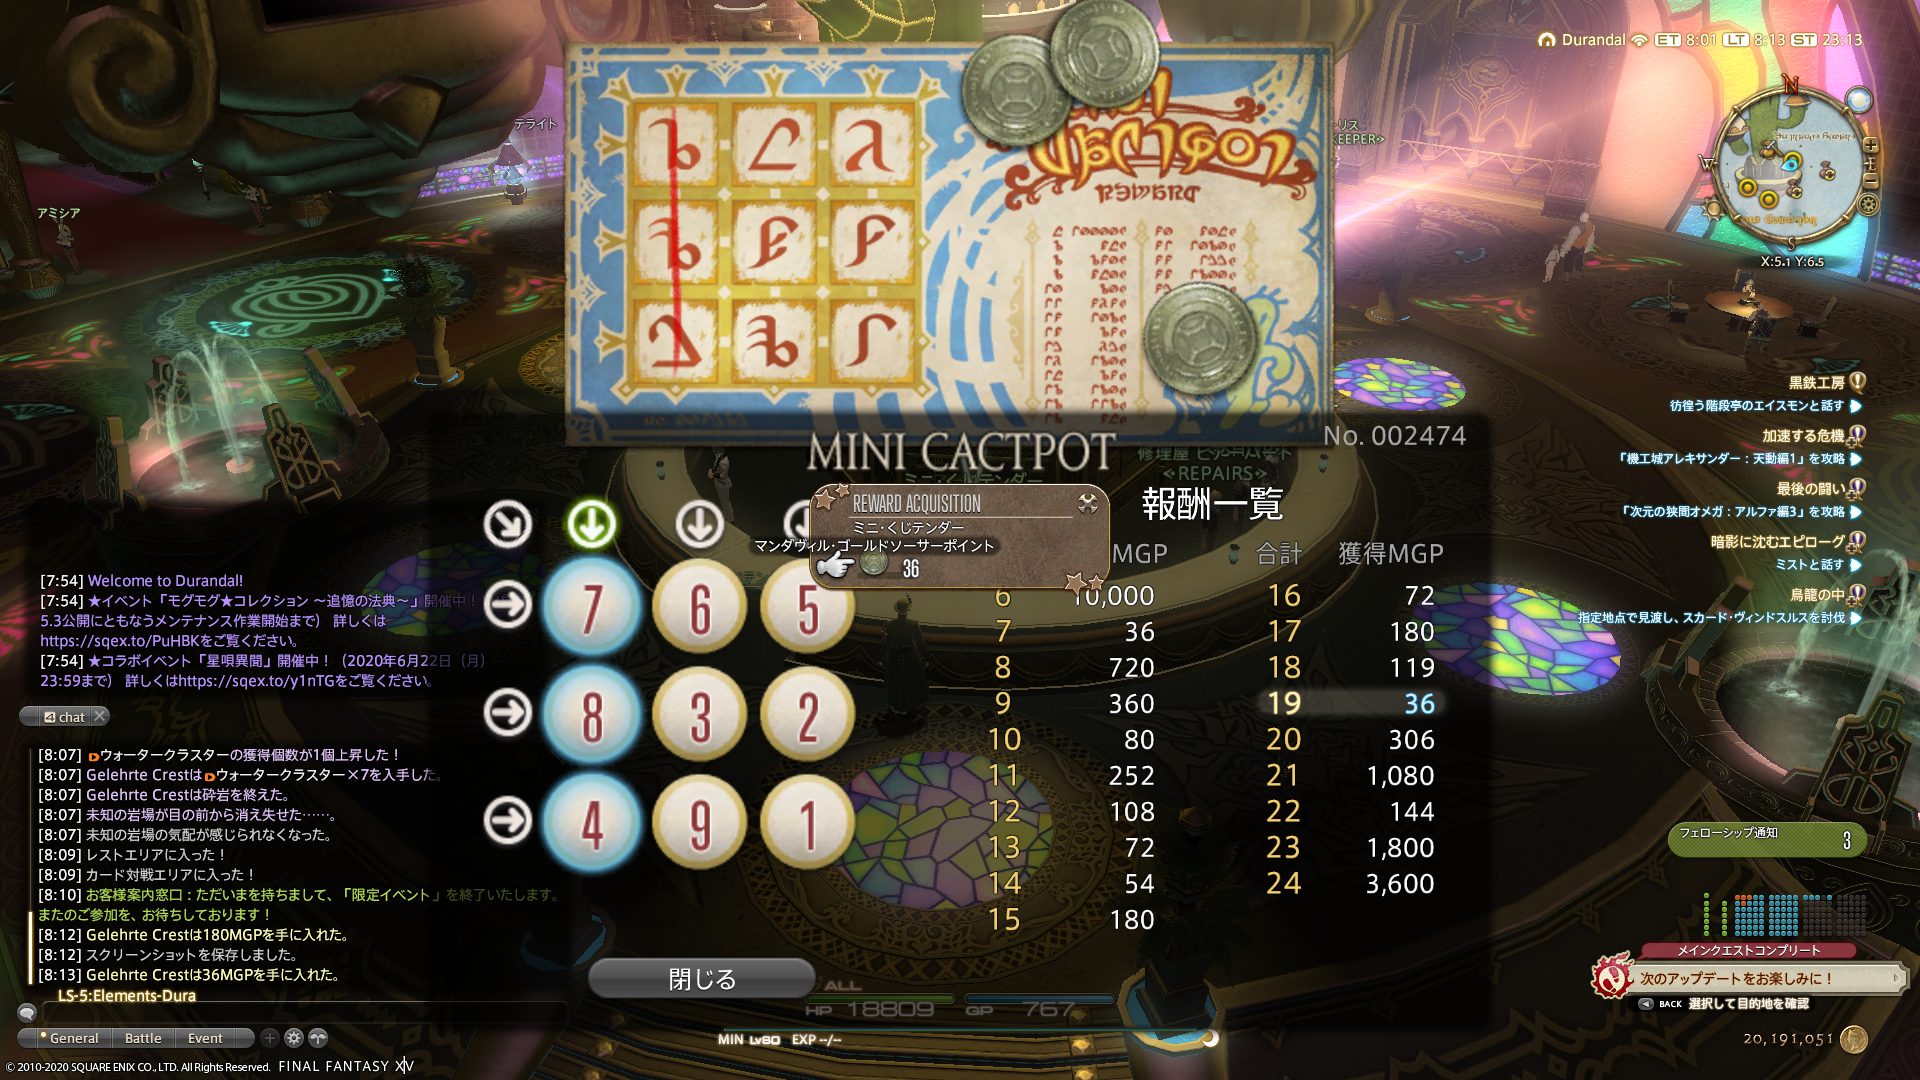 Durandal ET 8:01 LT 8:13 ST 23:13
テライト
KEEPER»
アミシア
N
W
S
X:5.1 Y:6.5
黒鉄工房
彷徨う階段亭のエイスモンと話す
加速する危機
「機工城アレキサンダー：天動編1」を攻略
最後の闘い
「次元の狭間オメガ：アルファ編3」を攻略
暗影に沈むエピローグ
ミストと話す
鳥籠の中
指定地点で見渡し、スカード・ヴィンドスルスを討伐
No. 002474
MINI CACTPOT
«REPAIRS»
REWARD ACQUISITION
ミニ・くじテンダー
マンダヴィル・ゴールドソーサーポイント
36
報酬一覧
MGP 合計 獲得MGP
7 6 5
8 3 2
4 9 1
6 10,000 16 72
7 36 17 180
8 720 18 119
9 360 19 36
10 80 20 306
11 252 21 1,080
12 108 22 144
13 72 23 1,800
14 54 24 3,600
15 180
閉じる
[7:54] Welcome to Durandal!
[7:54] ★イベント「モグモグ★コレクション ～追憶の法典～」開催中！
5.3公開にともなうメンテナンス作業開始まで） 詳しくは
https://sqex.to/PuHBKをご覧ください。
[7:54] ★コラボイベント「星唄異聞」開催中！（2020年6月22日（月）
23:59まで） 詳しくはhttps://sqex.to/y1nTGをご覧ください。
4 chat
[8:07] ウォータークラスターの獲得個数が1個上昇した！
[8:07] Gelehrte Crestはウォータークラスター×7を入手した。
[8:07] Gelehrte Crestは砕岩を終えた。
[8:07] 未知の岩場が目の前から消え失せた……。
[8:07] 未知の岩場の気配が感じられなくなった。
[8:09] レストエリアに入った！
[8:09] カード対戦エリアに入った！
[8:10] お客様案内窓口：ただいまを持ちまして、「限定イベント」を終了いたします。
またのご参加を、お待ちしております！
[8:12] Gelehrte Crestは180MGPを手に入れた。
[8:12] スクリーンショットを保存しました。
[8:13] Gelehrte Crestは36MGPを手に入れた。
LS-5:Elements-Dura
General Battle Event
ALL
HP 18809 GP 767
MIN Lv80 EXP --/--
フェローシップ通知 3
メインクエストコンプリート
次のアップデートをお楽しみに！
BACK 選択して目的地を確認
20,191,051
© 2010-2020 SQUARE ENIX CO., LTD. All Rights Reserved. FINAL FANTASY XIV